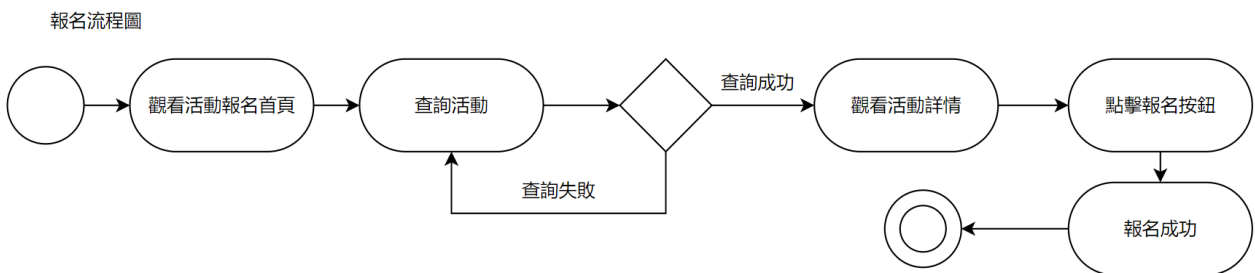 報名流程圖
觀看活動報名首頁
查詢活動
查詢成功
觀看活動詳情
點擊報名按鈕
查詢失敗
報名成功